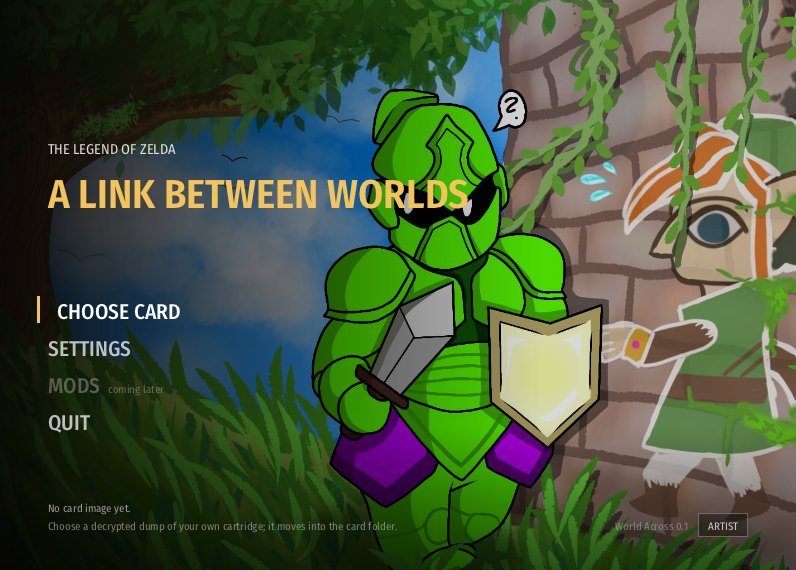 THE LEGEND OF ZELDA
A LINK BETWEEN WORLDS
?
CHOOSE CARD
SETTINGS
MODS coming later
QUIT
No card image yet.
Choose a decrypted dump of your own cartridge; it moves into the card folder.
World Across 0.1 ARTIST